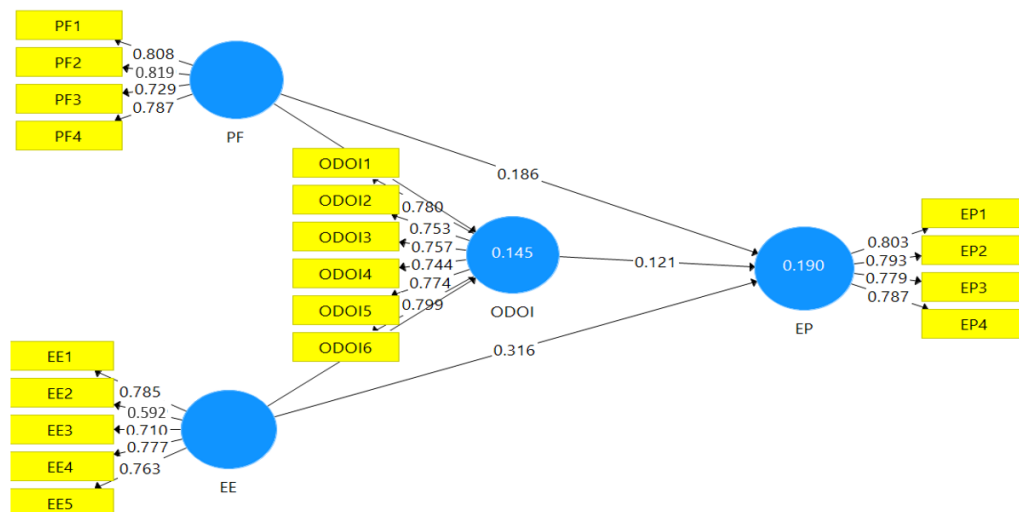 PF1
PF2
PF3
PF4
0.808
0.819
0.729
0.787
PF
ODOI1
ODOI2
ODOI3
ODOI4
ODOI5
ODOI6
0.780
0.753
0.757
0.744
0.774
0.799
0.145
ODOI
0.186
0.121
0.316
0.190
EP
0.803
0.793
0.779
0.787
EP1
EP2
EP3
EP4
EE1
EE2
EE3
EE4
EE5
0.785
0.592
0.710
0.777
0.763
EE